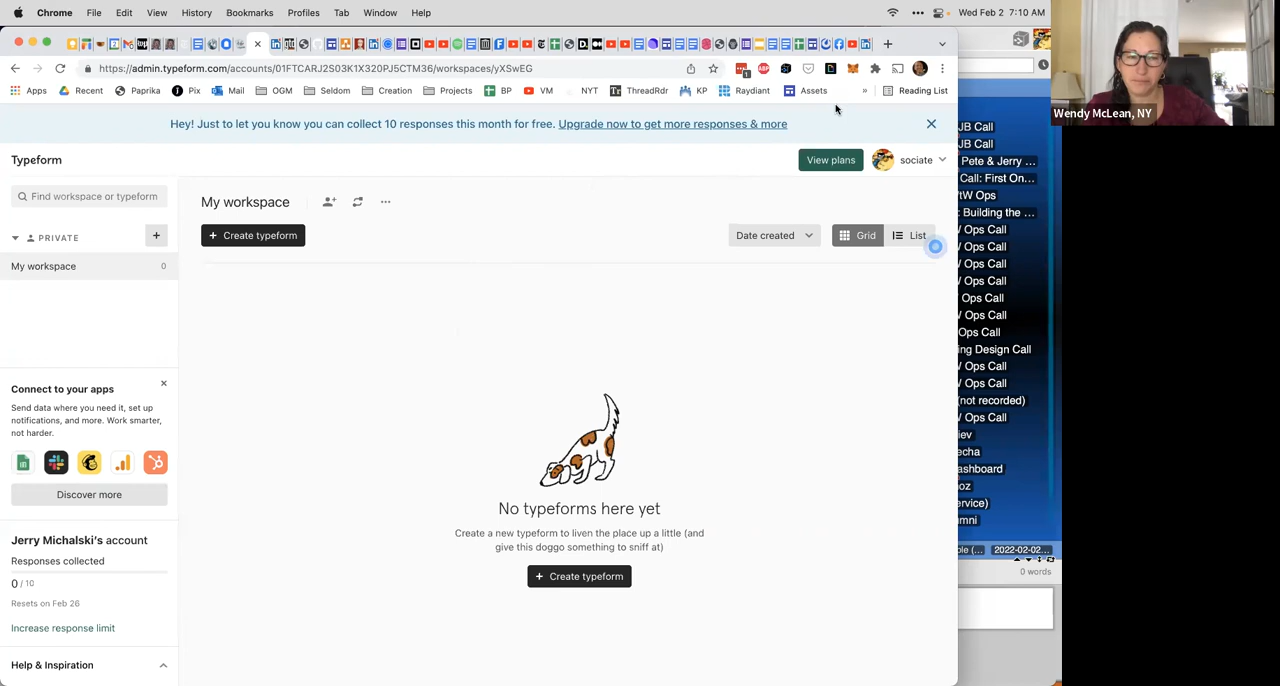 Chrome File Edit View History Bookmarks Profiles Tab Window Help
Wed Feb 2 7:10 AM
https://admin.typeform.com/accounts/01FTCARJ2S03K1X320PJ5CTM36/workspaces/yXSwEG
Apps Recent Paprika Pix Mail OGM Seldom Creation Projects BP VM NYT ThreadRdr KP Raydiant Assets » Reading List
Hey! Just to let you know you can collect 10 responses this month for free. Upgrade now to get more responses & more
Typeform
View plans
sociate
Find workspace or typeform
My workspace
PRIVATE
+ Create typeform
Date created
Grid
List
My workspace 0
Connect to your apps
Send data where you need it, set up
notifications, and more. Work smarter,
not harder.
Discover more
Jerry Michalski's account
Responses collected
0 / 10
Resets on Feb 26
Increase response limit
Help & Inspiration
No typeforms here yet
Create a new typeform to liven the place up a little (and
give this doggo something to sniff at)
+ Create typeform
Wendy McLean, NY
JB Call
JB Call
Pete & Jerry ...
Call: First On...
tW Ops
: Building the ...
W Ops Call
W Ops Call
W Ops Call
W Ops Call
Ops Call
W Ops Call
Ops Call
ing Design Call
W Ops Call
W Ops Call
(not recorded)
W Ops Call
iev
echa
ashboard
oz
ervice)
mni
ple (...
2022-02-02...
0 words